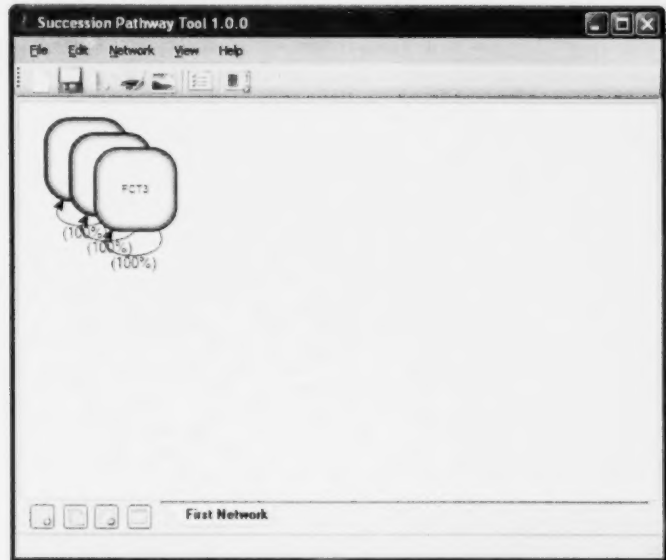 Succession Pathway Tool 1.0.0
File Edit Network View Help
FCT3
(100%)
(100%)
(100%)
First Network